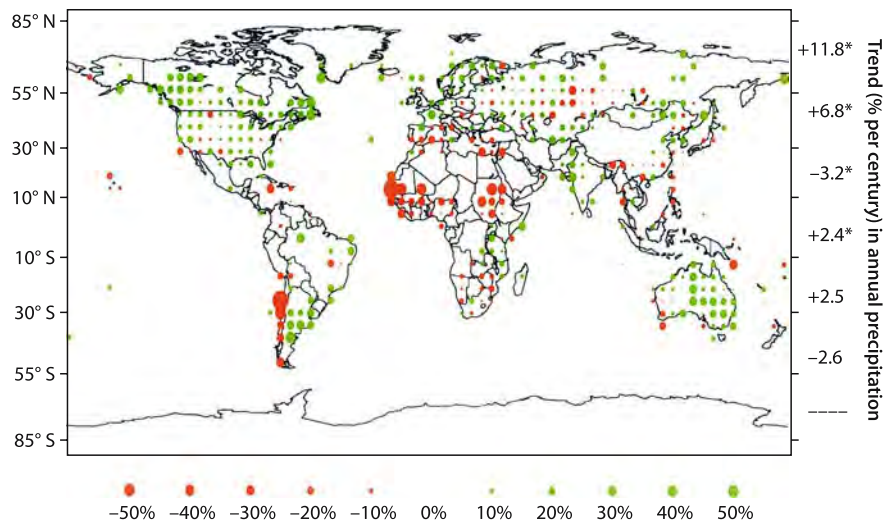 85° N
55° N
30° N
10° N
10° S
30° S
55° S
85° S
+11.8*
+6.8*
–3.2*
+2.4*
+2.5
–2.6
––––
Trend (% per century) in annual precipitation
–50% –40% –30% –20% –10% 0% 10% 20% 30% 40% 50%